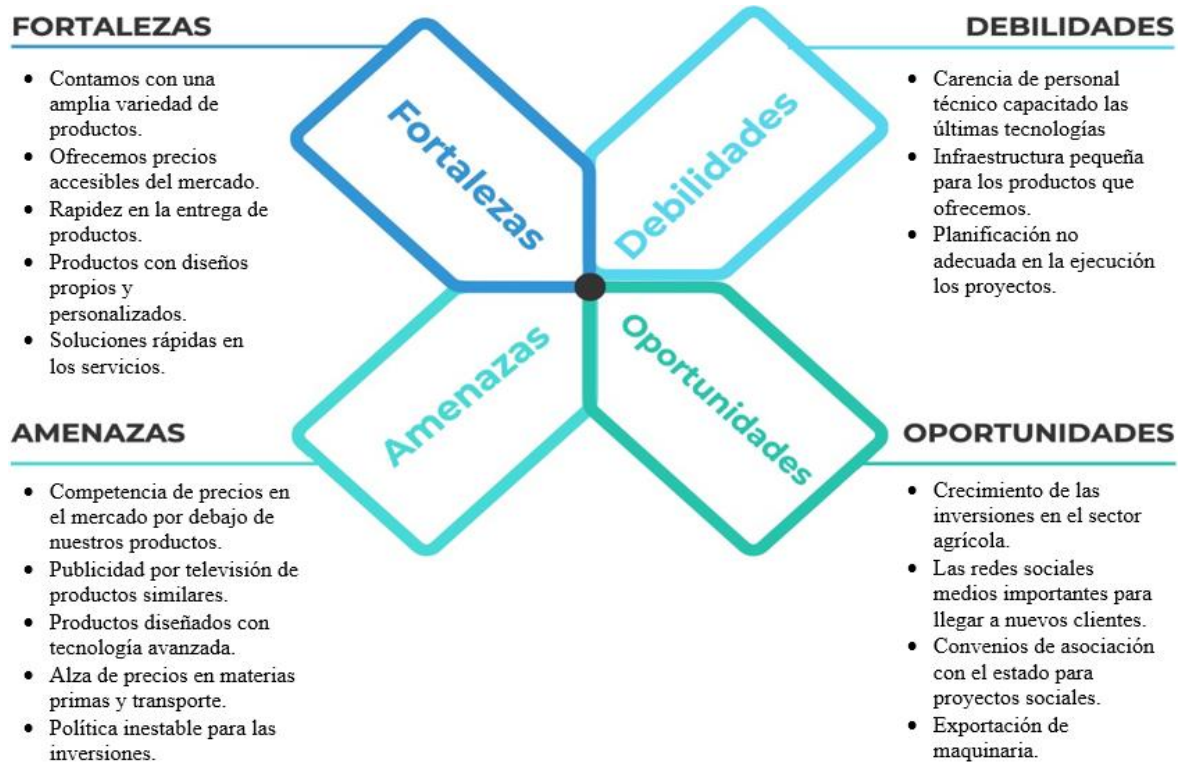 FORTALEZAS
• Contamos con una
amplia variedad de
productos.
• Ofrecemos precios
accesibles del mercado.
• Rapidez en la entrega de
productos.
• Productos con diseños
propios y
personalizados.
• Soluciones rápidas en
los servicios.
Fortalezas
Debilidades
DEBILIDADES
• Carencia de personal
técnico capacitado las
últimas tecnologías
• Infraestructura pequeña
para los productos que
ofrecemos.
• Planificación no
adecuada en la ejecución
los proyectos.
AMENAZAS
• Competencia de precios en
el mercado por debajo de
nuestros productos.
• Publicidad por televisión de
productos similares.
• Productos diseñados con
tecnología avanzada.
• Alza de precios en materias
primas y transporte.
• Política inestable para las
inversiones.
Amenazas
Oportunidades
OPORTUNIDADES
• Crecimiento de las
inversiones en el sector
agrícola.
• Las redes sociales
medios importantes para
llegar a nuevos clientes.
• Convenios de asociación
con el estado para
proyectos sociales.
• Exportación de
maquinaria.